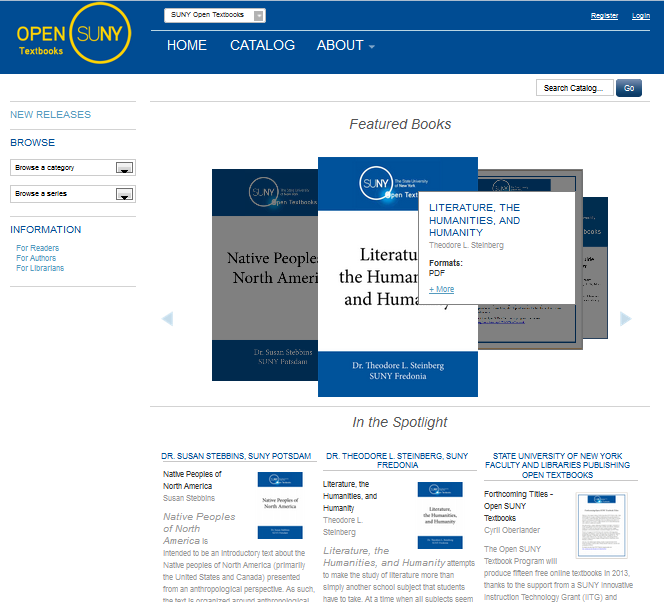 OPEN SUNY
Textbooks
SUNY Open Textbooks
Register
Login
HOME
CATALOG
ABOUT
Search Catalog...
Go
NEW RELEASES
BROWSE
Browse a category
Browse a series
INFORMATION
For Readers
For Authors
For Librarians
Featured Books
SUNY
Open Textbooks
Native Peoples
North Ameri
Dr. Susan Stebbins
SUNY Potsdam
SUNY
The State University
of New York
Open Text
Literatu
the Human
and Huma
Dr. Theodore L. Steinberg
SUNY Fredonia
LITERATURE, THE
HUMANITIES, AND
HUMANITY
Theodore L. Steinberg
Formats:
PDF
+ More
In the Spotlight
DR. SUSAN STEBBINS, SUNY POTSDAM
Native Peoples of
North America
Susan Stebbins
Native Peoples of
North America
Native Peoples
of North
America is
intended to be an introductory text about the
Native peoples of North America (primarily
the United States and Canada) presented
from an anthropological perspective. As such,
the text is organized around anthropological
DR. THEODORE L. STEINBERG, SUNY
FREDONIA
Literature, the
Humanities, and
Humanity
Theodore L.
Steinberg
Literature,
the Humanities,
and Humanity
Literature, the
Humanities, and Humanity attempts
to make the study of literature more than
simply another school subject that students
have to take. At a time when all subjects seem
STATE UNIVERSITY OF NEW YORK
FACULTY AND LIBRARIES PUBLISHING
OPEN TEXTBOOKS
Forthcoming Titles -
Open SUNY
Textbooks
Cyril Oberlander
The Open SUNY
Textbook Program will
produce fifteen free online textbooks in 2013,
thanks to the support from a SUNY Innovative
Instruction Technology Grant (IITG) and